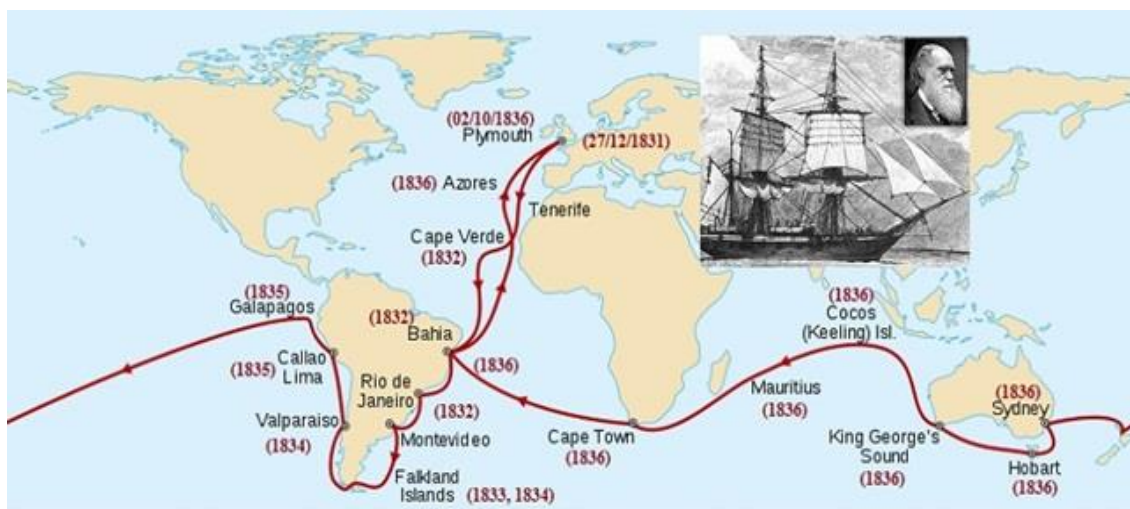 (02/10/1836)
Plymouth
(27/12/1831)
(1836) Azores
Tenerife
Cape Verde
(1832)
(1835)
Galapagos
(1832)
Bahia
(1836)
(1835) Callao
Lima
Rio de
Janeiro
(1832)
Valparaiso
(1834)
Montevideo
Falkland
Islands (1833, 1834)
Cape Town
(1836)
Mauritius
(1836)
(1836)
Cocos
(Keeling) Isl.
King George's
Sound
(1836)
(1836)
Sydney
Hobart
(1836)